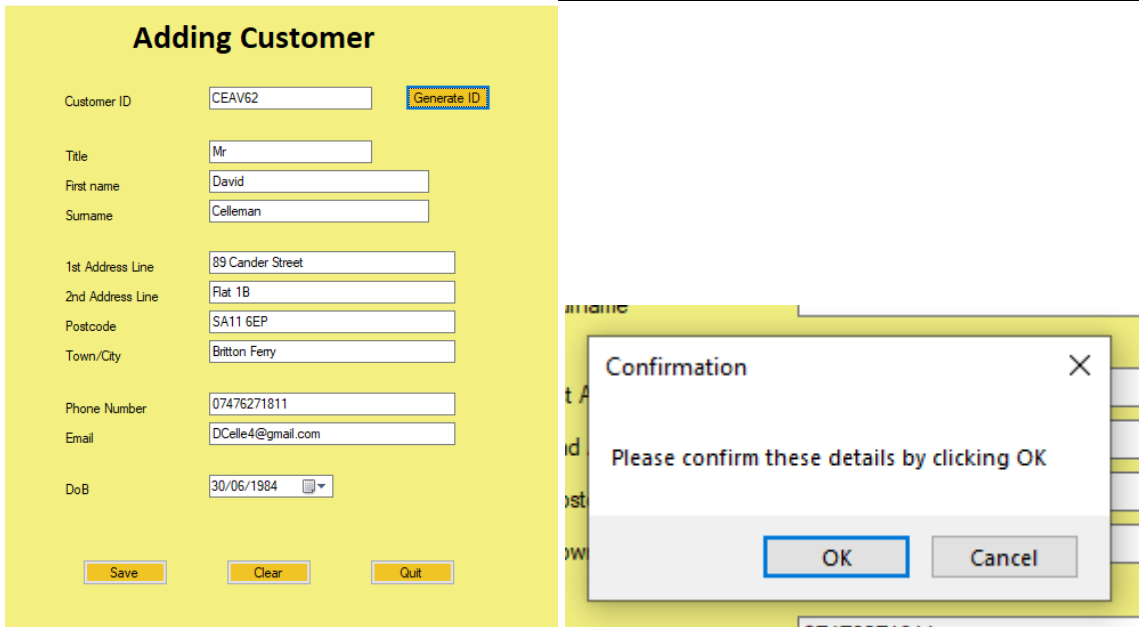 Adding Customer
Customer ID CEAV62 Generate ID
Title Mr
First name David
Surname Celleman
1st Address Line 89 Cander Street
2nd Address Line Flat 1B
Postcode SA11 6EP
Town/City Britton Ferry
Phone Number 07476271811
Email DCelle4@gmail.com
DoB 30/06/1984
Save Clear Quit
Confirmation
Please confirm these details by clicking OK
OK Cancel